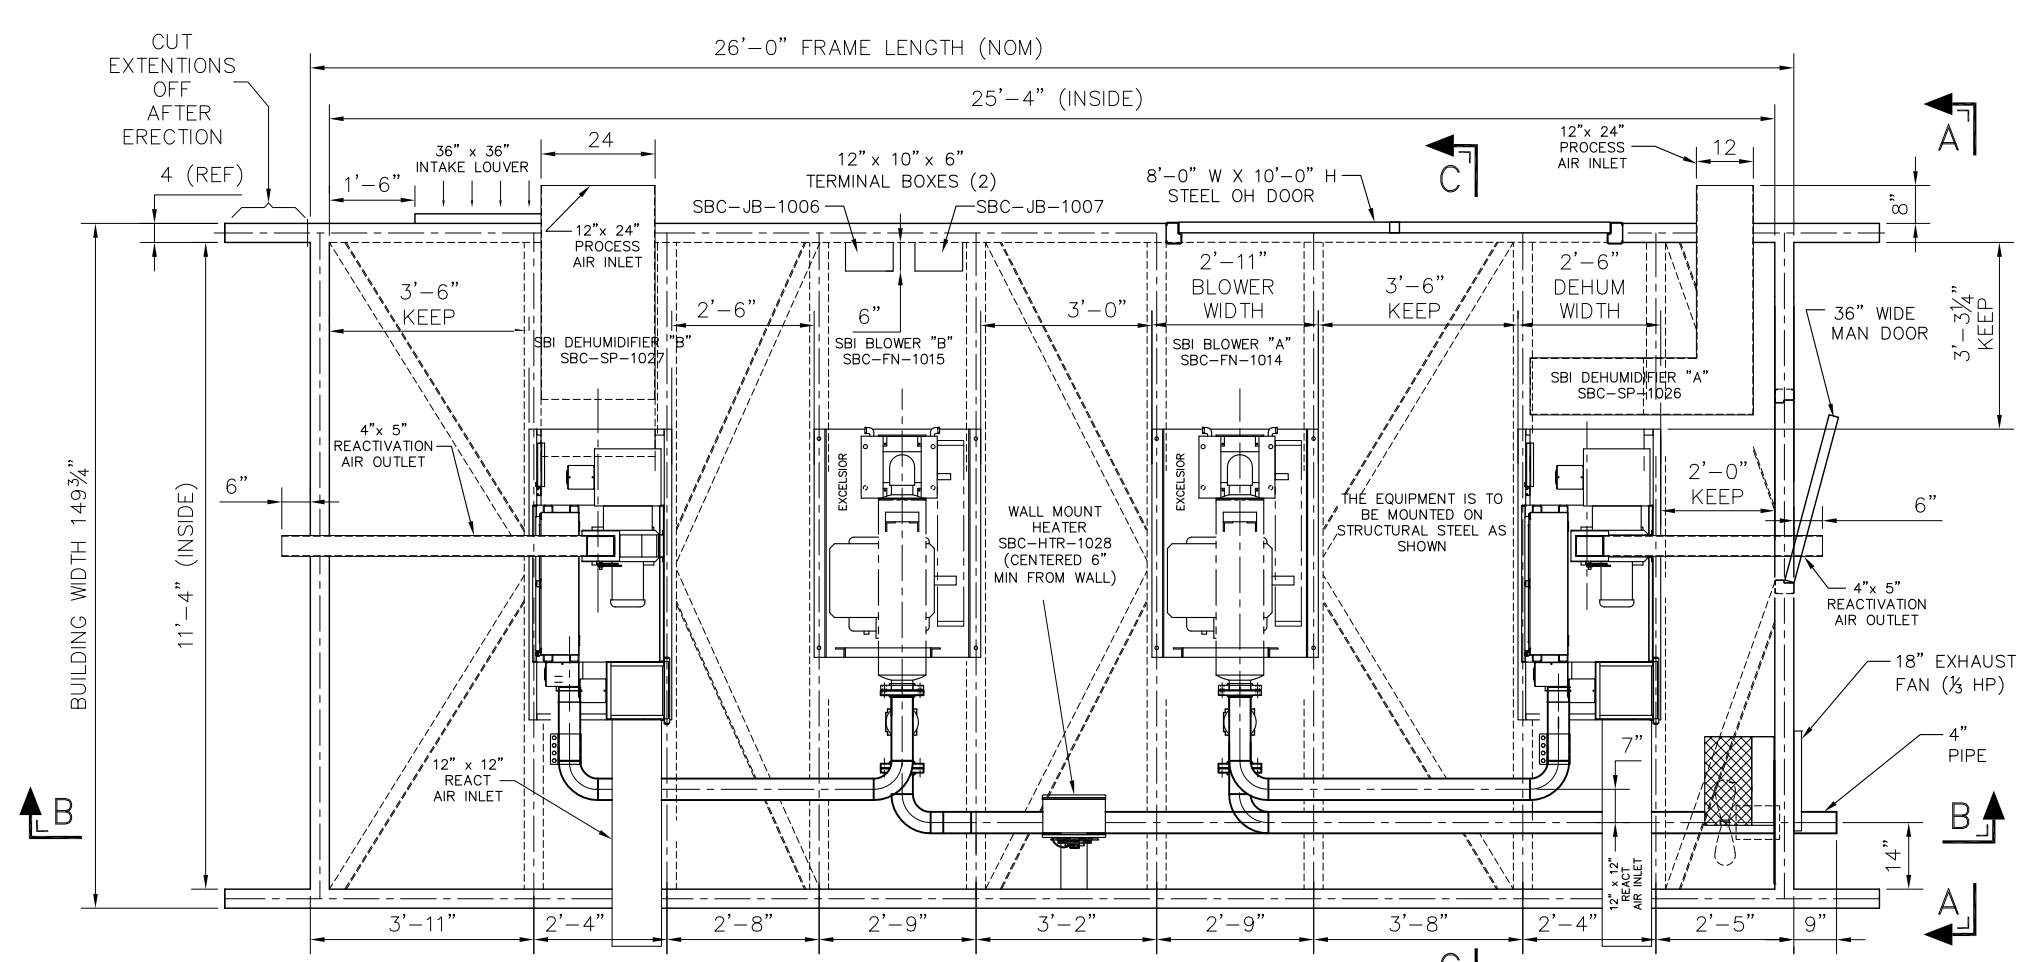 CUT
EXTENTIONS
OFF
AFTER
ERECTION
26'-0" FRAME LENGTH (NOM)
25'-4" (INSIDE)
4 (REF)
1'-6"
36" x 36"
INTAKE LOUVER
24
12" x 10" x 6"
TERMINAL BOXES (2)
SBC-JB-1006
SBC-JB-1007
8'-0" W X 10'-0" H
STEEL OH DOOR
C
12"x 24"
PROCESS
AIR INLET
12
A
8"
12"x 24"
PROCESS
AIR INLET
3'-6"
KEEP
2'-6"
6"
3'-0"
2'-11"
BLOWER
WIDTH
3'-6"
KEEP
2'-6"
DEHUM
WIDTH
3'-3¼"
KEEP
36" WIDE
MAN DOOR
SBI DEHUMIDIFIER "B"
SBC-SP-1027
SBI BLOWER "B"
SBC-FN-1015
SBI BLOWER "A"
SBC-FN-1014
SBI DEHUMIDIFIER "A"
SBC-SP-1026
4"x 5"
REACTIVATION
AIR OUTLET
6"
BUILDING WIDTH 149¾"
11'-4" (INSIDE)
EXCELSIOR
WALL MOUNT
HEATER
SBC-HTR-1028
(CENTERED 6"
MIN FROM WALL)
EXCELSIOR
THE EQUIPMENT IS TO
BE MOUNTED ON
STRUCTURAL STEEL AS
SHOWN
2'-0"
KEEP
6"
4"x 5"
REACTIVATION
AIR OUTLET
18" EXHAUST
FAN (⅓ HP)
4"
PIPE
7"
12" x 12"
REACT
AIR INLET
B
B
14"
12" x 12"
REACT
AIR INLET
A
3'-11"
2'-4"
2'-8"
2'-9"
3'-2"
2'-9"
3'-8"
2'-4"
2'-5"
9"